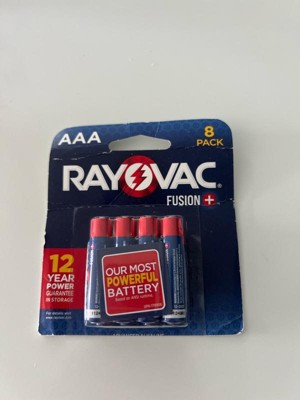 AAA
8
PACK
RAYOVAC
FUSION +
12
YEAR
POWER
GUARANTEE
IN STORAGE
OUR MOST
POWERFUL
BATTERY